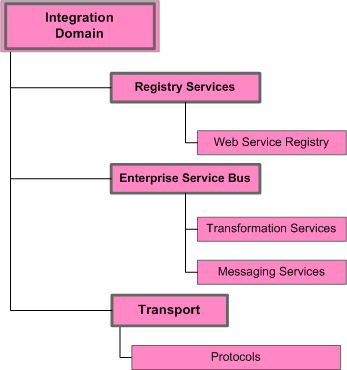 Integration
Domain
Registry Services
Web Service Registry
Enterprise Service Bus
Transformation Services
Messaging Services
Transport
Protocols